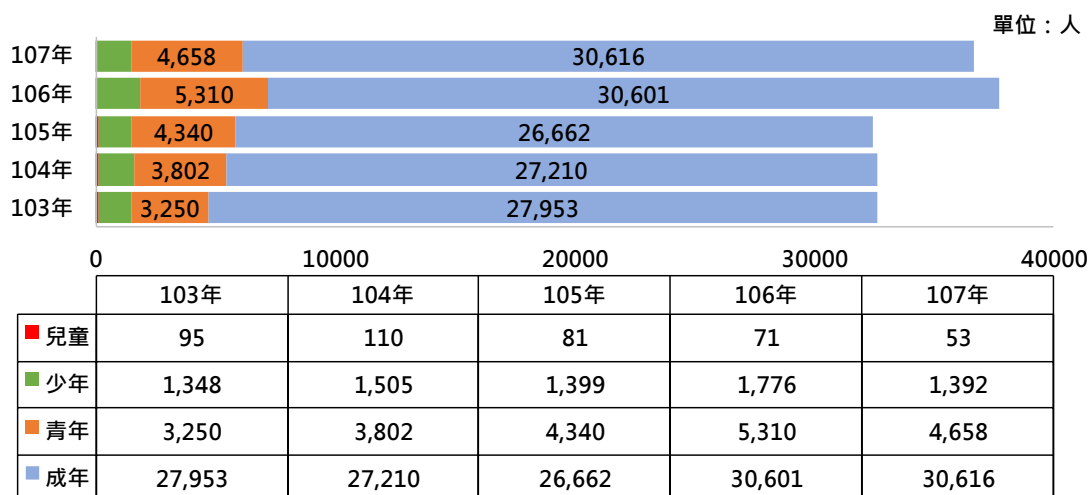 單位：人
107年 4,658 30,616
106年 5,310 30,601
105年 4,340 26,662
104年 3,802 27,210
103年 3,250 27,953
0 10000 20000 30000 40000
103年 104年 105年 106年 107年
兒童 95 110 81 71 53
少年 1,348 1,505 1,399 1,776 1,392
青年 3,250 3,802 4,340 5,310 4,658
成年 27,953 27,210 26,662 30,601 30,616